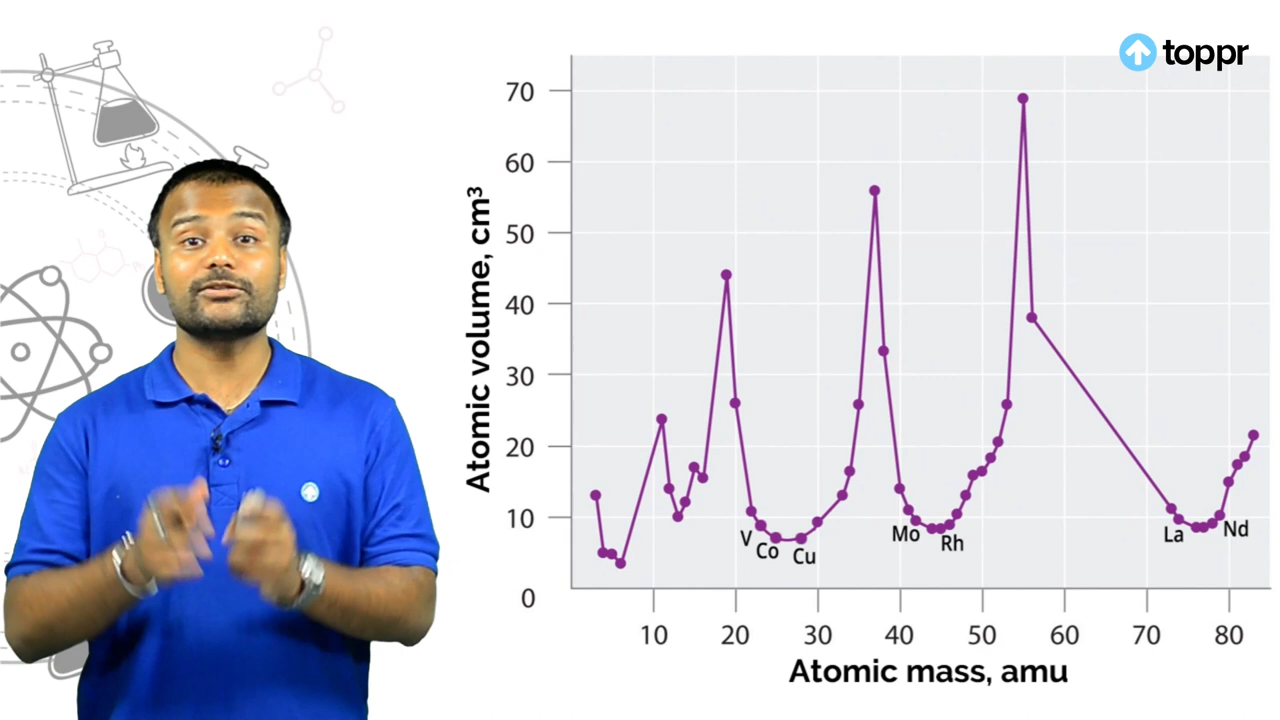 toppr
Atomic volume, cm³
70
60
50
40
30
20
10
0
V
Co
Cu
Mo
Rh
La
Nd
10 20 30 40 50 60 70 80
Atomic mass, amu